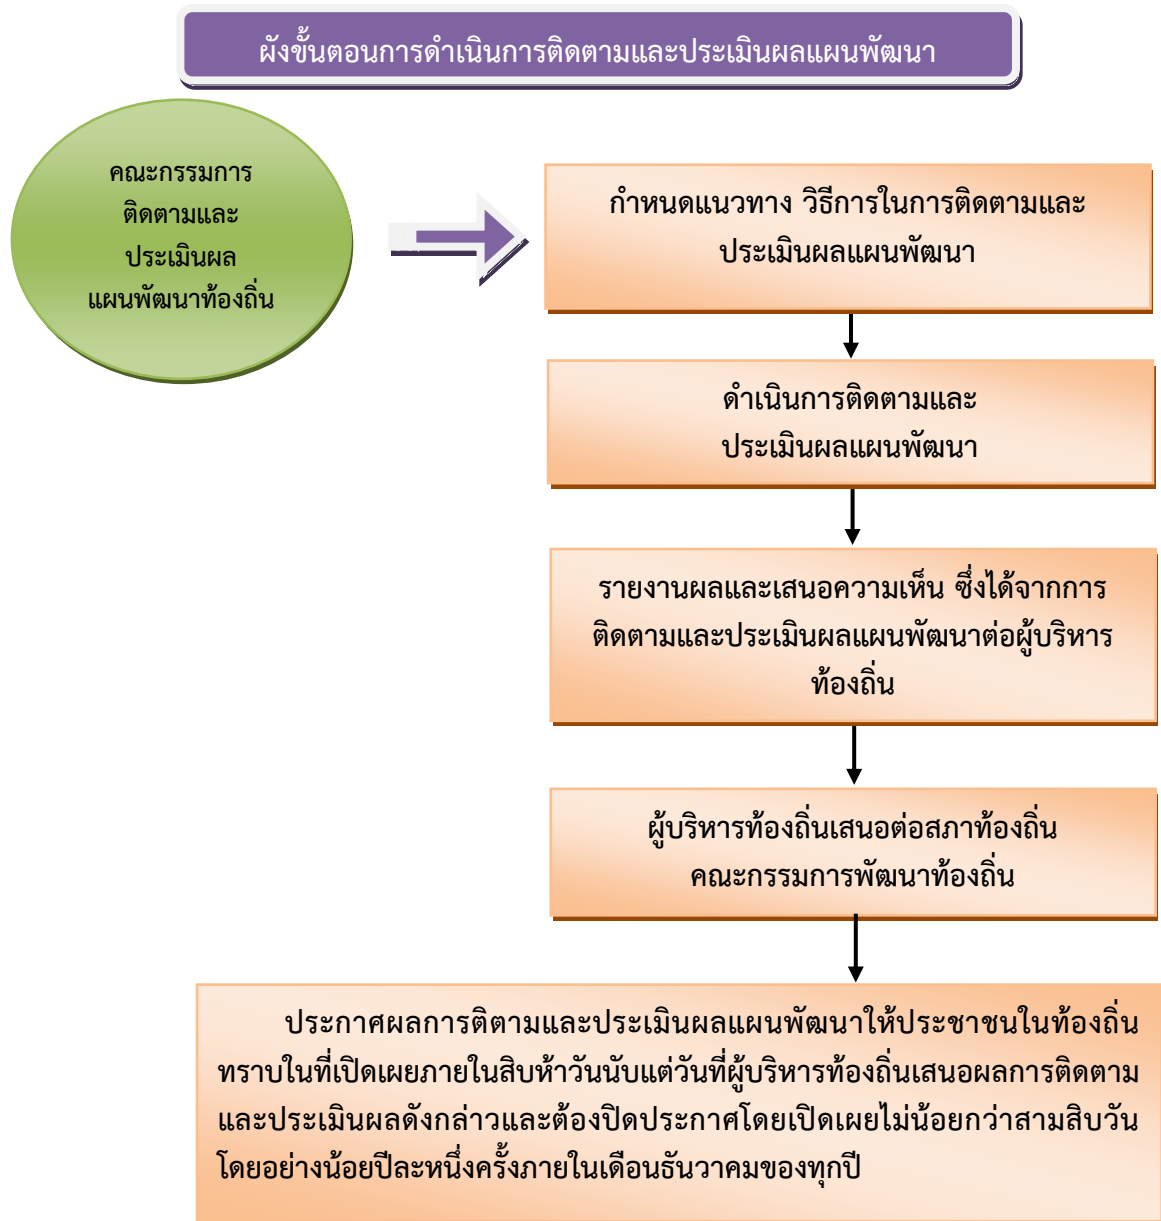 ผังขั้นตอนการดำเนินการติดตามและประเมินผลแผนพัฒนา
คณะกรรมการ
ติดตามและ
ประเมินผล
แผนพัฒนาท้องถิ่น
กำหนดแนวทาง วิธีการในการติดตามและ
ประเมินผลแผนพัฒนา
ดำเนินการติดตามและ
ประเมินผลแผนพัฒนา
รายงานผลและเสนอความเห็น ซึ่งได้จากการ
ติดตามและประเมินผลแผนพัฒนาต่อผู้บริหาร
ท้องถิ่น
ผู้บริหารท้องถิ่นเสนอต่อสภาท้องถิ่น
คณะกรรมการพัฒนาท้องถิ่น
ประกาศผลการติตามและประเมินผลแผนพัฒนาให้ประชาชนในท้องถิ่น
ทราบในที่เปิดเผยภายในสิบห้าวันนับแต่วันที่ผู้บริหารท้องถิ่นเสนอผลการติดตาม
และประเมินผลดังกล่าวและต้องปิดประกาศโดยเปิดเผยไม่น้อยกว่าสามสิบวัน
โดยอย่างน้อยปีละหนึ่งครั้งภายในเดือนธันวาคมของทุกปี